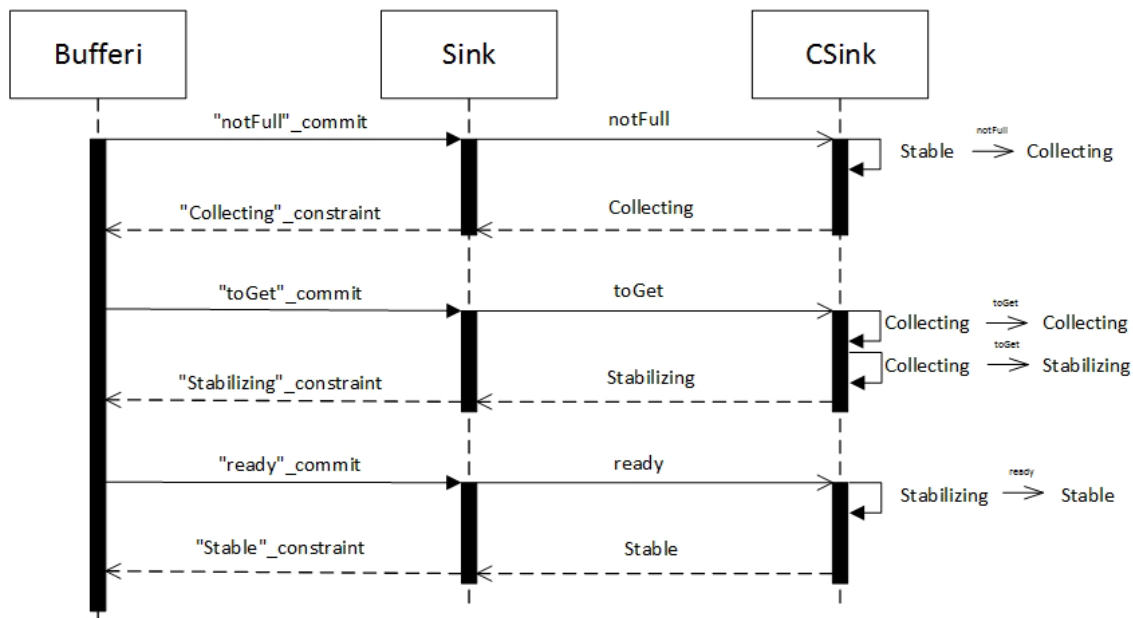 Bufferi
Sink
CSink
"notFull"_commit
notFull
notFull
Stable
Collecting
"Collecting"_constraint
Collecting
"toGet"_commit
toGet
toGet
Collecting
Collecting
toGet
Collecting
Stabilizing
"Stabilizing"_constraint
Stabilizing
"ready"_commit
ready
ready
Stabilizing
Stable
"Stable"_constraint
Stable